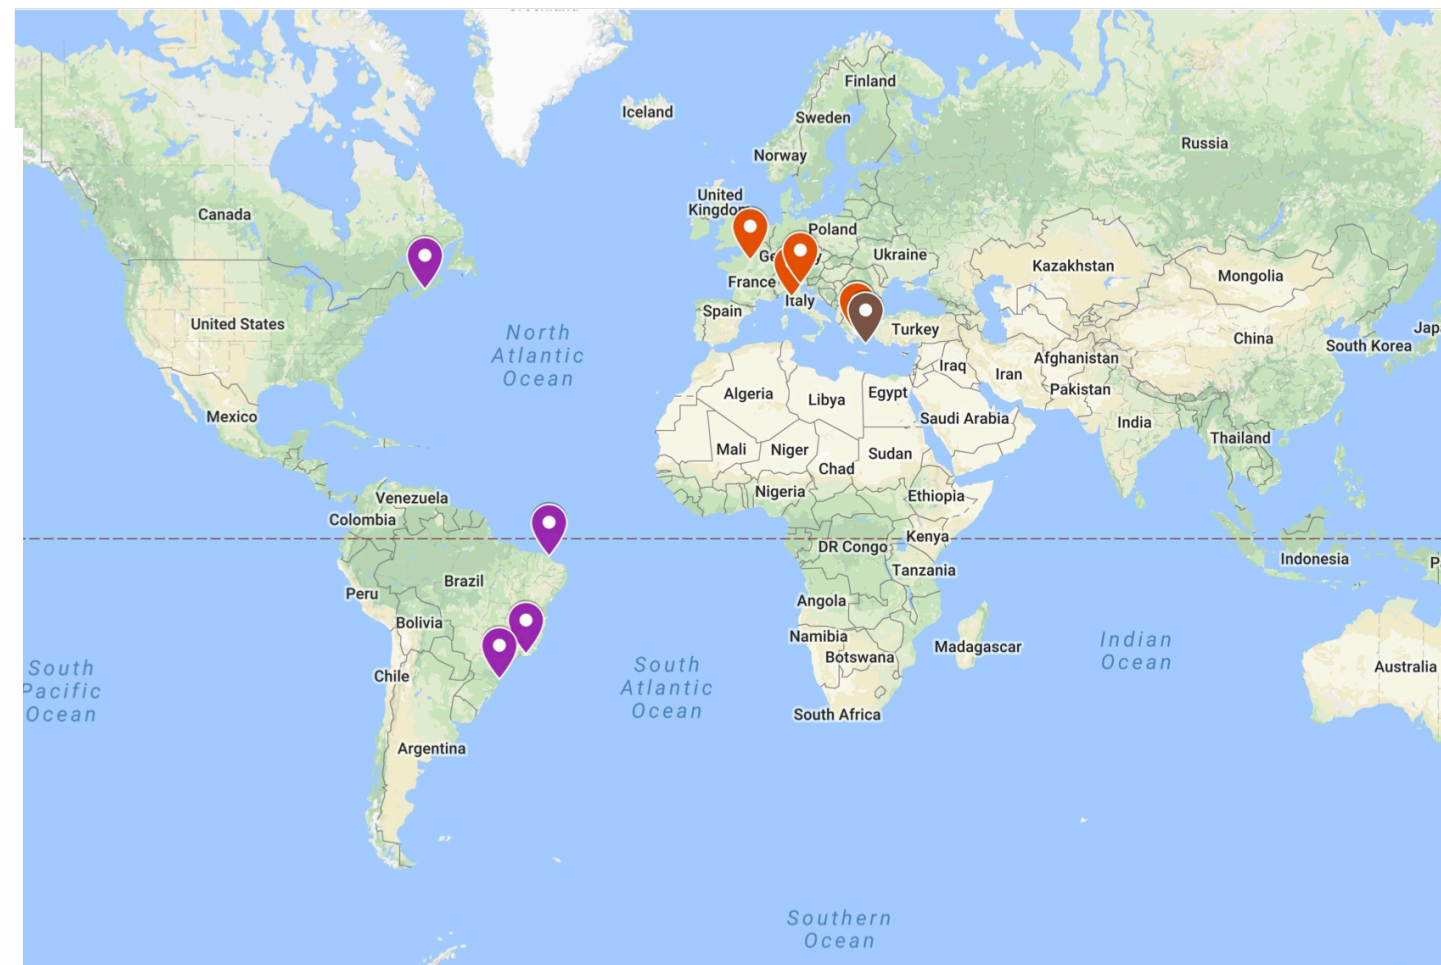 Finland
Iceland
Sweden
Russia
Norway
United
Kingdom
Canada
Poland
Ukraine
Kazakhstan
Mongolia
France
Italy
Spain
United States
Turkey
North
Atlantic
Ocean
China
South Korea
Iraq
Iran
Afghanistan
Pakistan
Algeria
Libya
Egypt
Saudi Arabia
India
Mexico
Thailand
Mali
Niger
Sudan
Chad
Nigeria
Ethiopia
Venezuela
Colombia
Kenya
DR Congo
Indonesia
Tanzania
Brazil
Peru
Angola
Bolivia
Namibia
Botswana
Madagascar
Indian
Ocean
South
Pacific
Ocean
South
Atlantic
Ocean
Chile
Australia
South Africa
Argentina
Southern
Ocean